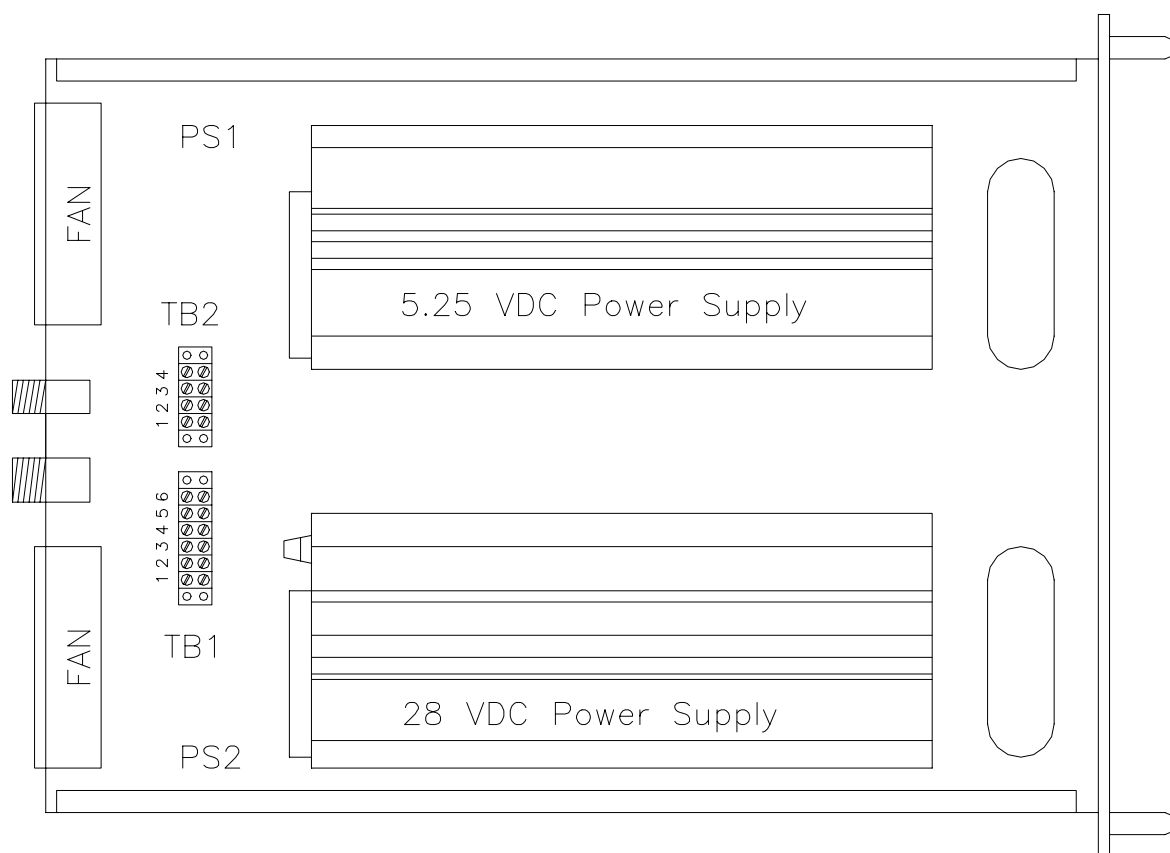 PS1
FAN
5.25 VDC Power Supply
TB2
1 2 3 4
1 2 3 4 5 6
TB1
FAN
28 VDC Power Supply
PS2